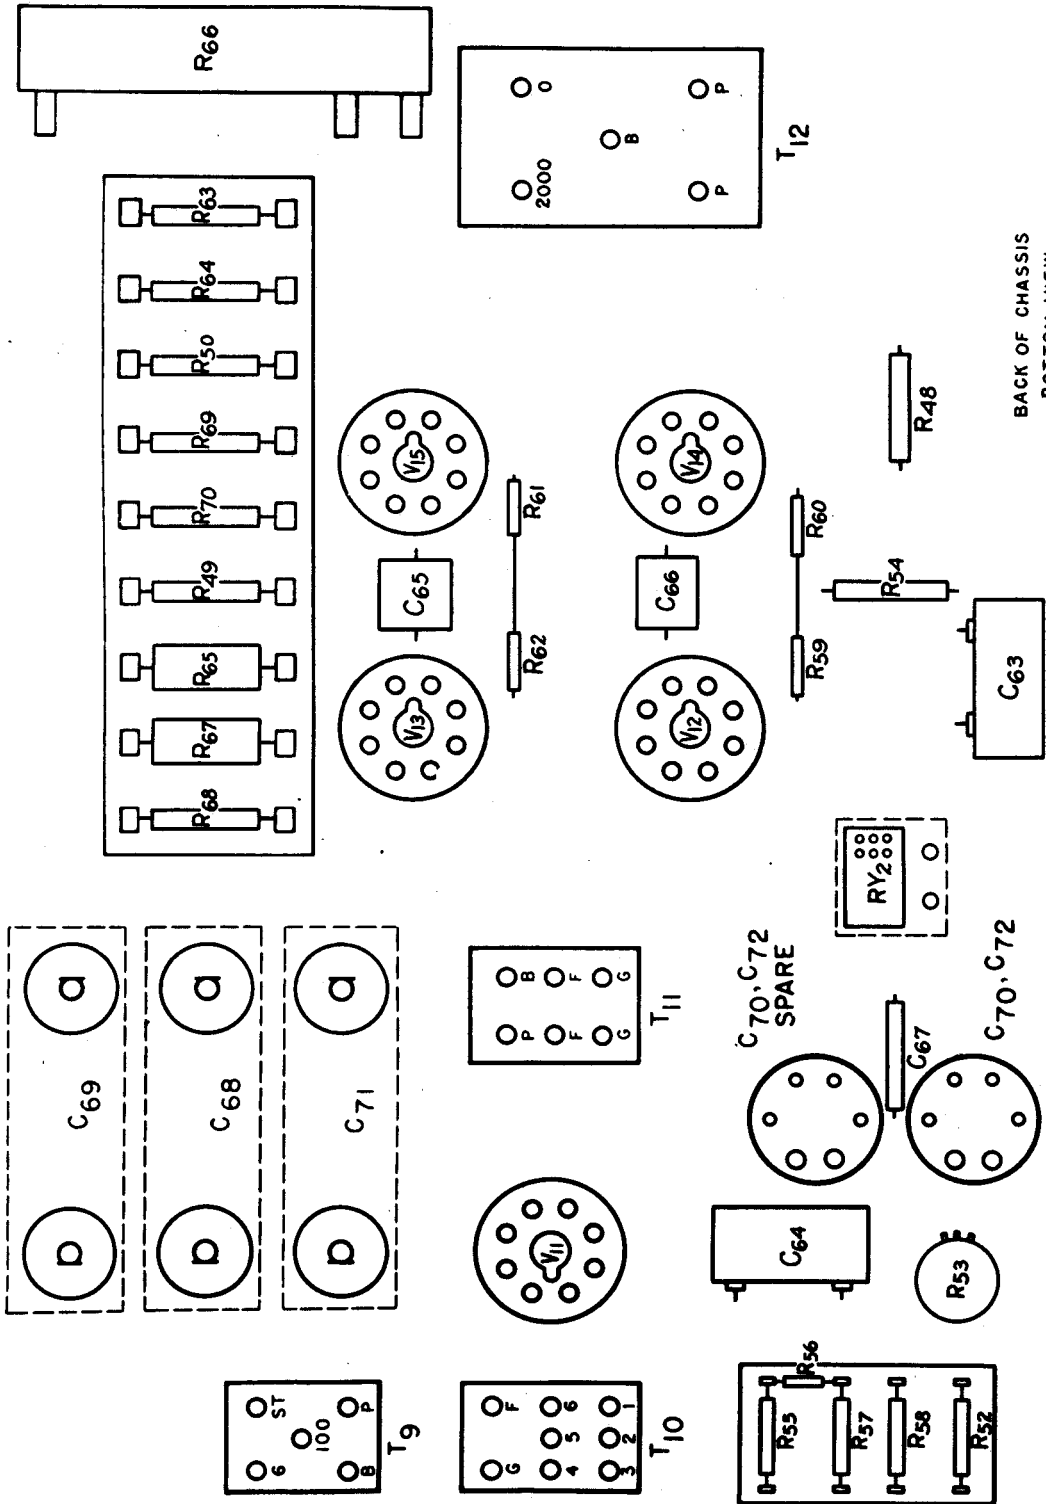 R66
R63
R64
R50
R69
R70
R49
R65
R67
R68
O
2000
B
P
P
T12
V15
C65
V13
R61
R62
V14
C66
V12
R60
R59
R48
R54
C63
BACK OF CHASSIS
C69
C68
C71
B
P
F
F
G
G
T11
RY2
C70, C72
SPARE
C67
C70, C72
V11
C64
R53
6
ST
100
B
P
T9
G
F
4
5
6
3
2
1
T10
R56
R55
R57
R58
R52